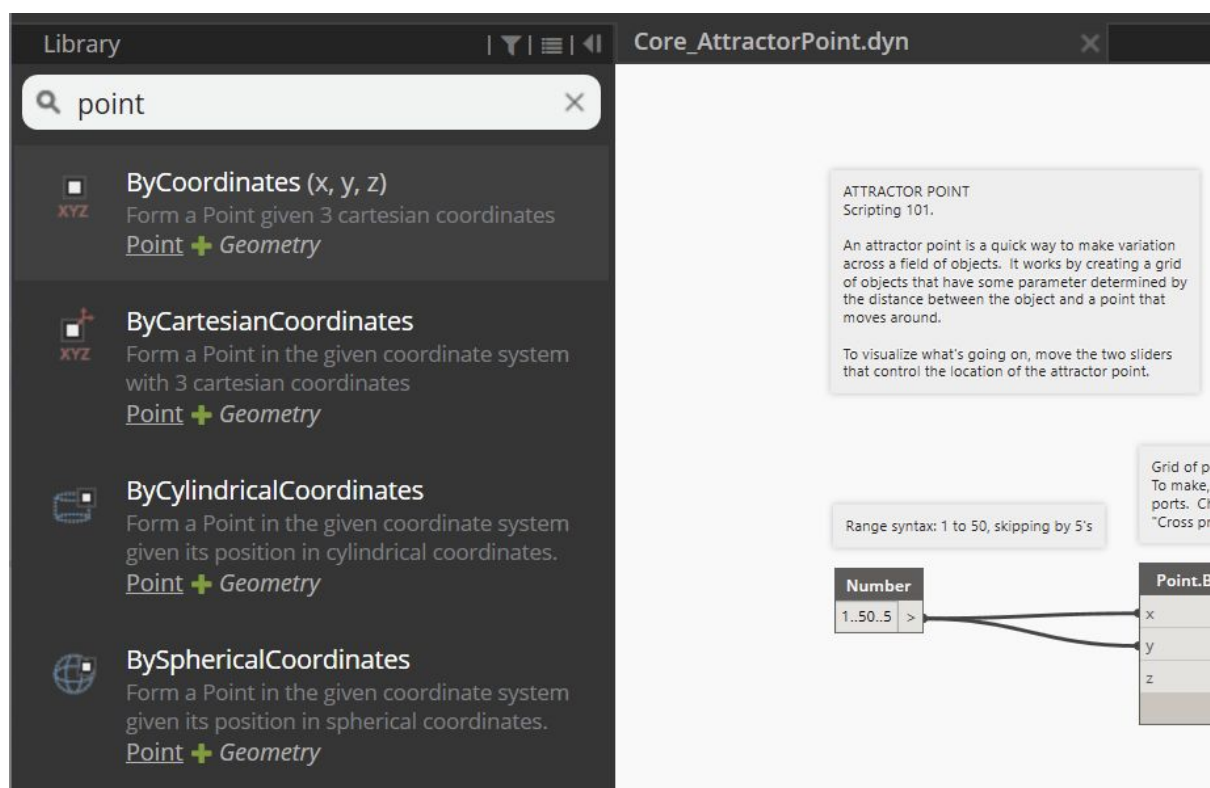 Library
point
ByCoordinates (x, y, z)
Form a Point given 3 cartesian coordinates
Point + Geometry
XYZ
ByCartesianCoordinates
Form a Point in the given coordinate system
with 3 cartesian coordinates
Point + Geometry
XYZ
ByCylindricalCoordinates
Form a Point in the given coordinate system
given its position in cylindrical coordinates.
Point + Geometry
BySphericalCoordinates
Form a Point in the given coordinate system
given its position in spherical coordinates.
Point + Geometry
Core_AttractorPoint.dyn
ATTRACTOR POINT
Scripting 101.
An attractor point is a quick way to make variation
across a field of objects.  It works by creating a grid
of objects that have some parameter determined by
the distance between the object and a point that
moves around.
To visualize what's going on, move the two sliders
that control the location of the attractor point.
Range syntax: 1 to 50, skipping by 5's
Number
1..50..5 >
Grid of p
To make,
ports.  Ch
"Cross pr
Point.B
x
y
z